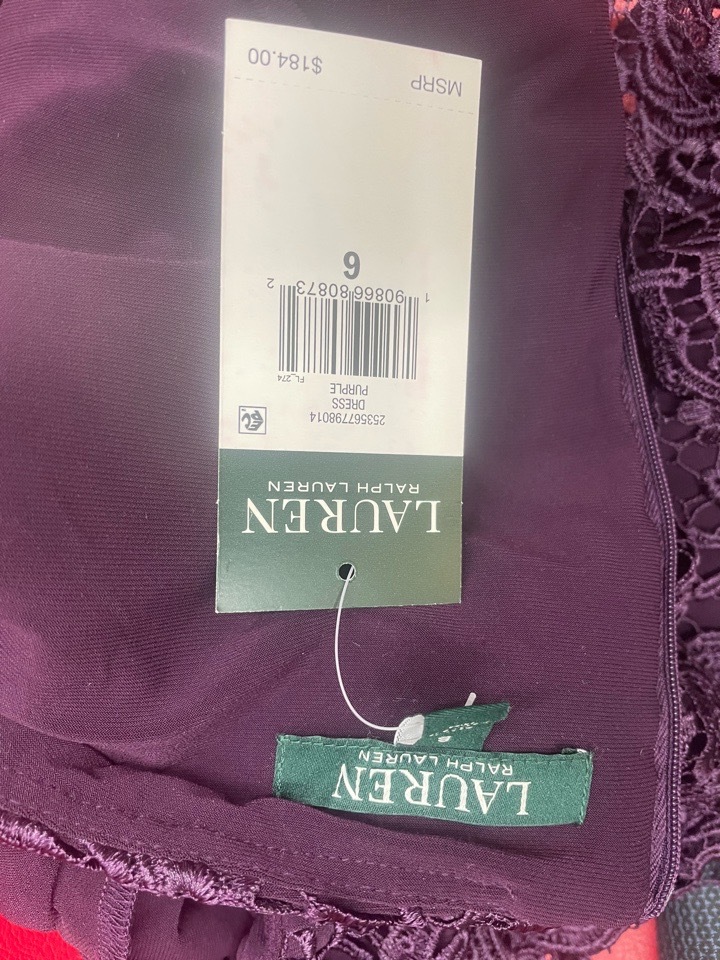 LAUREN
RALPH LAUREN
LAUREN
RALPH LAUREN
253567798014
DRESS
PURPLE
FL_274
1 90866 80873 2
6
MSRP $184.00